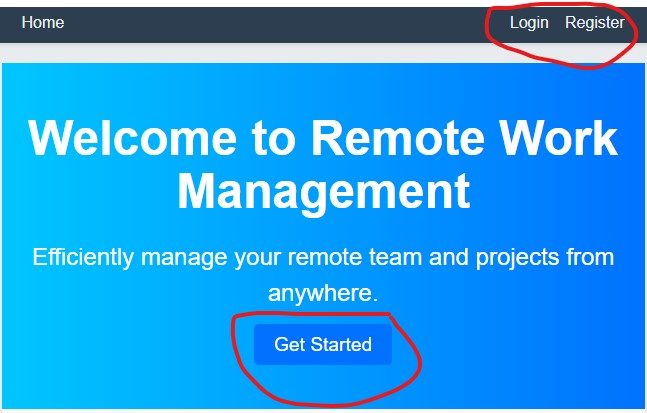 Home Login Register
Welcome to Remote Work
Management
Efficiently manage your remote team and projects from
anywhere.
Get Started